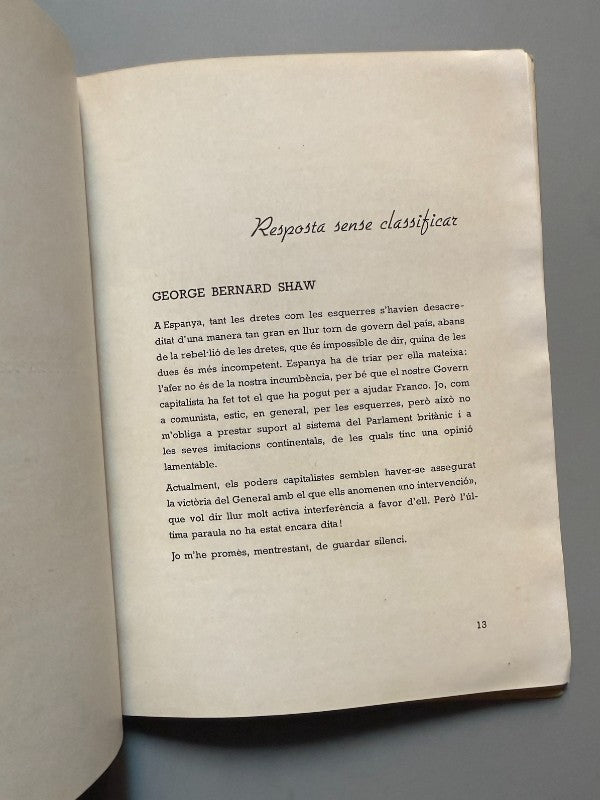 Resposta sense classificar
GEORGE BERNARD SHAW
A Espanya, tant les dretes com les esquerres s'havien desacre-
ditat d'una manera tan gran en llur torn de govern del país, abans
de la rebel·lió de les dretes, que és impossible de dir, quina de les
dues és més incompetent. Espanya ha de triar per ella mateixa:
l'afer no és de la nostra incumbència, per bé que el nostre Govern
capitalista ha fet tot el que ha pogut per a ajudar Franco. Jo, com
a comunista, estic, en general, per les esquerres, però això no
m'obliga a prestar suport al sistema del Parlament britànic i a
les seves imitacions continentals, de les quals tinc una opinió
lamentable.
Actualment, els poders capitalistes semblen haver-se assegurat
la victòria del General amb el que ells anomenen «no intervenció»,
que vol dir llur molt activa interferència a favor d'ell. Però l'úl-
tima paraula no ha estat encara dita!
Jo m'he promès, mentrestant, de guardar silenci.
13